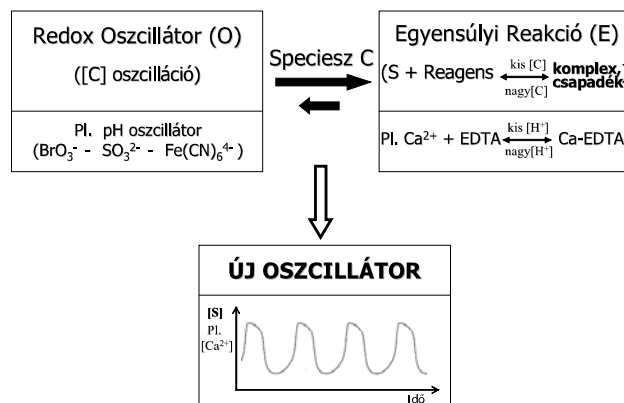 Redox Oszcillátor (O)
([C] oszcilláció)
Pl. pH oszcillátor
(BrO₃⁻ - SO₃²⁻ - Fe(CN)₆⁴⁻ )
Speciesz C
Egyensúlyi Reakció (E)
(S + Reagens kis [C] nagy[C] komplex, csapadék
Pl. Ca²⁺ + EDTA kis [H⁺] nagy[H⁺] Ca-EDTA
ÚJ OSZCILLÁTOR
[S]
Pl.
[Ca²⁺]
Idő